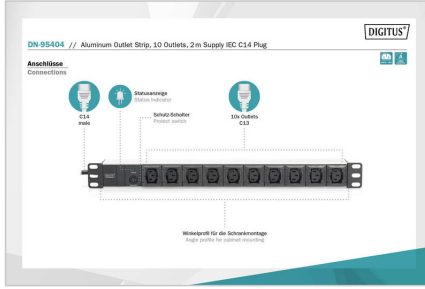 DIGITUS®
DN-95404 // Aluminum Outlet Strip, 10 Outlets, 2 m Supply IEC C14 Plug
Anschlüsse
Connections
Statusanzeige
Status indicator
C14
male
Schutz-Schalter
Protect switch
10x Outlets
C13
Winkelprofil für die Schrankmontage
Angle profile for cabinet mounting